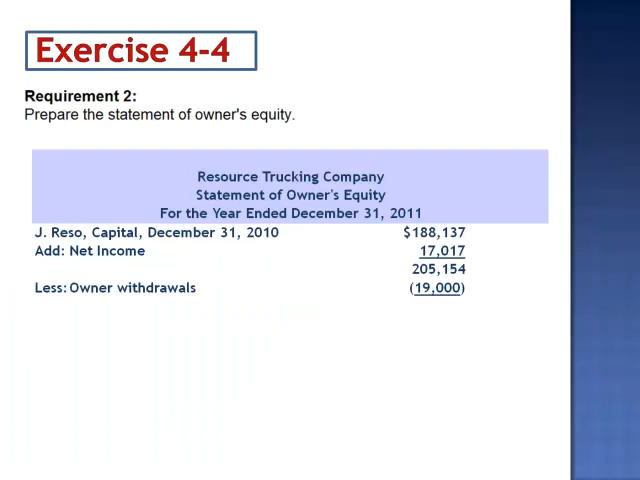 Exercise 4-4
Requirement 2:
Prepare the statement of owner's equity.
Resource Trucking Company
Statement of Owner's Equity
For the Year Ended December 31, 2011
J. Reso, Capital, December 31, 2010 $188,137
Add: Net Income 17,017
205,154
Less: Owner withdrawals (19,000)